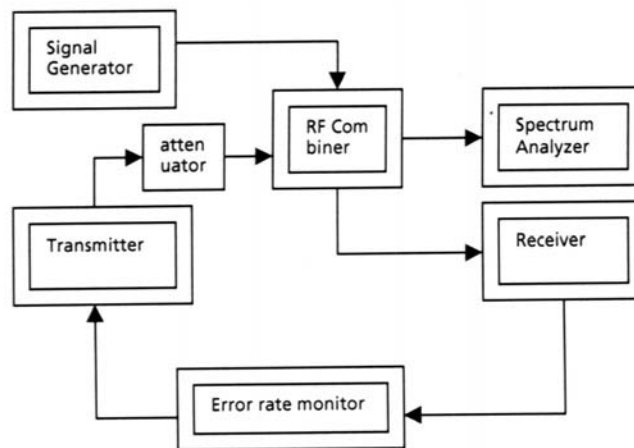 Signal
Generator
RF Com
biner
Spectrum
Analyzer
atten
uator
Transmitter
Receiver
Error rate monitor